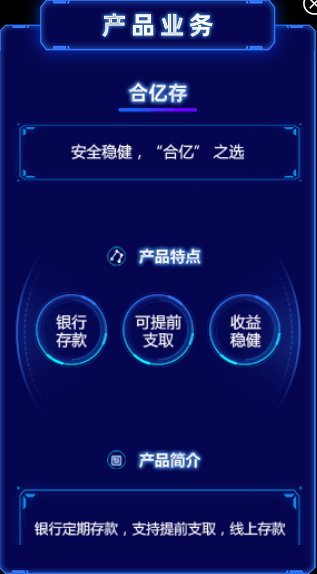 产品业务
合亿存
安全稳健，“合亿” 之选
产品特点
银行
存款
可提前
支取
收益
稳健
产品简介
银行定期存款，支持提前支取，线上存款